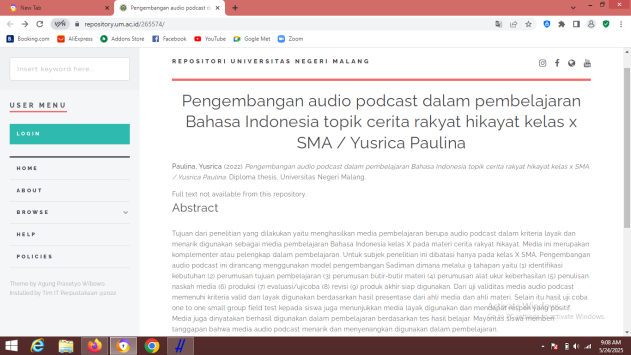 New Tab
Pengembangan audio podcast d
VPN
repository.um.ac.id/265574/
Booking.com
AliExpress
Addons Store
Facebook
YouTube
Gogle Met
Zoom
Insert keyword here..
REPOSITORI UNIVERSITAS NEGERI MALANG
USER MENU
LOGIN
HOME
ABOUT
BROWSE
HELP
POLICIES
Theme by Agung Prasetyo Wibowo
Installed by Tim IT Perpustakaan @2022
Pengembangan audio podcast dalam pembelajaran
Bahasa Indonesia topik cerita rakyat hikayat kelas x
SMA / Yusrica Paulina
Paulina, Yusrica (2022) Pengembangan audio podcast dalam pembelajaran Bahasa Indonesia topik cerita rakyat hikayat kelas x SMA
/ Yusrica Paulina. Diploma thesis, Universitas Negeri Malang.
Full text not available from this repository.
Abstract
Tujuan dari penelitian yang dilakukan yaitu menghasilkan media pembelajaran berupa audio podcast dalam kriteria layak dan
menarik digunakan sebagai media pembelajaran Bahasa Indonesia kelas X pada materi cerita rakyat hikayat. Media ini merupakan
komplementer atau pelengkap dalam pembelajaran. Untuk subjek penelitian ini dibatasi hanya pada kelas X SMA. Pengembangan
audio podcast ini dirancang menggunakan model pengembangan Sadiman dimana melalui 9 tahapan yaitu (1) identifikasi
kebutuhan (2) perumusan tujuan pembelajaran (3) perumusan butir-butir materi (4) perumusan alat ukur keberhasilan (5) penulisan
naskah media (6) produksi (7) evaluasi/ujicoba (8) revisi (9) produk akhir siap digunakan. Dari uji validitas media audio podcast
memenuhi kriteria valid dan layak digunakan berdasarkan hasil presentase dari ahli media dan ahli materi. Selain itu hasil uji coba
one to one small group field test kepada siswa juga menunjukkan media layak digunakan dan mendapat respon yang positif.
Media juga dinyatakan berhasil digunakan dalam pembelajaran berdasarkan tes hasil belajar. Mayoritas siswa memberi
tanggapan bahwa media audio podcast menarik dan menyenangkan digunakan dalam pembelajaran.
Activate Windows
Go to PC settings to activate Windows.
9:08 AM
5/24/2025